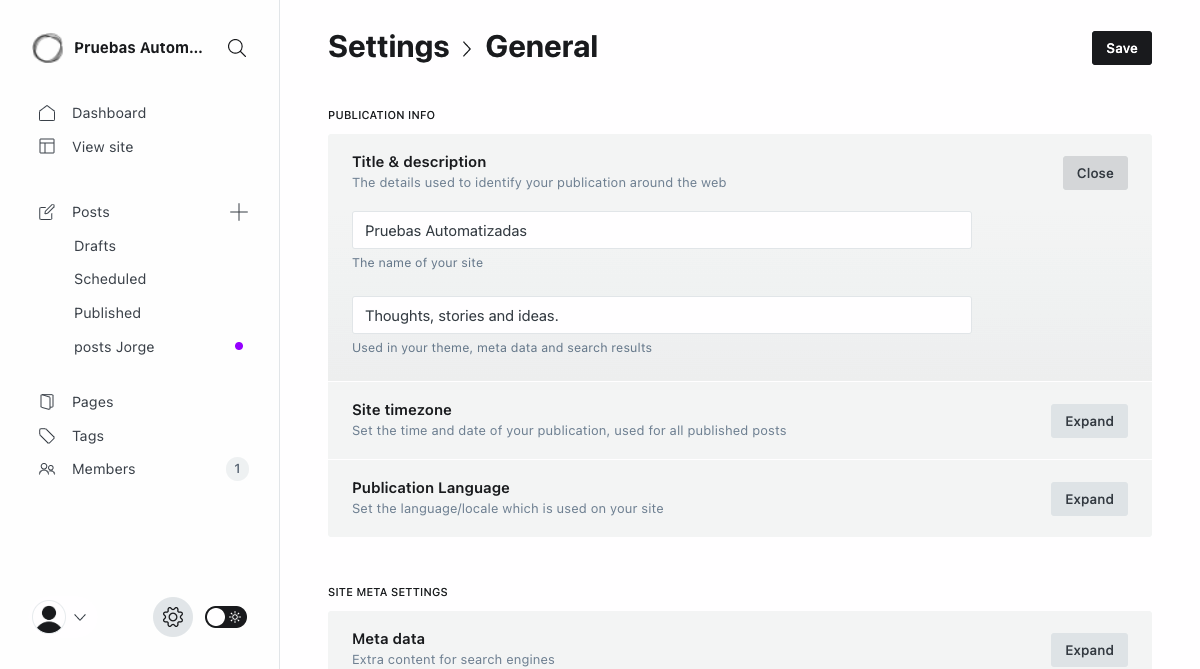 Pruebas Autom...
Dashboard
View site
Posts
Drafts
Scheduled
Published
posts Jorge
Pages
Tags
Members
1
Settings
General
Save
PUBLICATION INFO
Title & description
The details used to identify your publication around the web
Close
Pruebas Automatizadas
The name of your site
Thoughts, stories and ideas.
Used in your theme, meta data and search results
Site timezone
Set the time and date of your publication, used for all published posts
Expand
Publication Language
Set the language/locale which is used on your site
Expand
SITE META SETTINGS
Meta data
Extra content for search engines
Expand